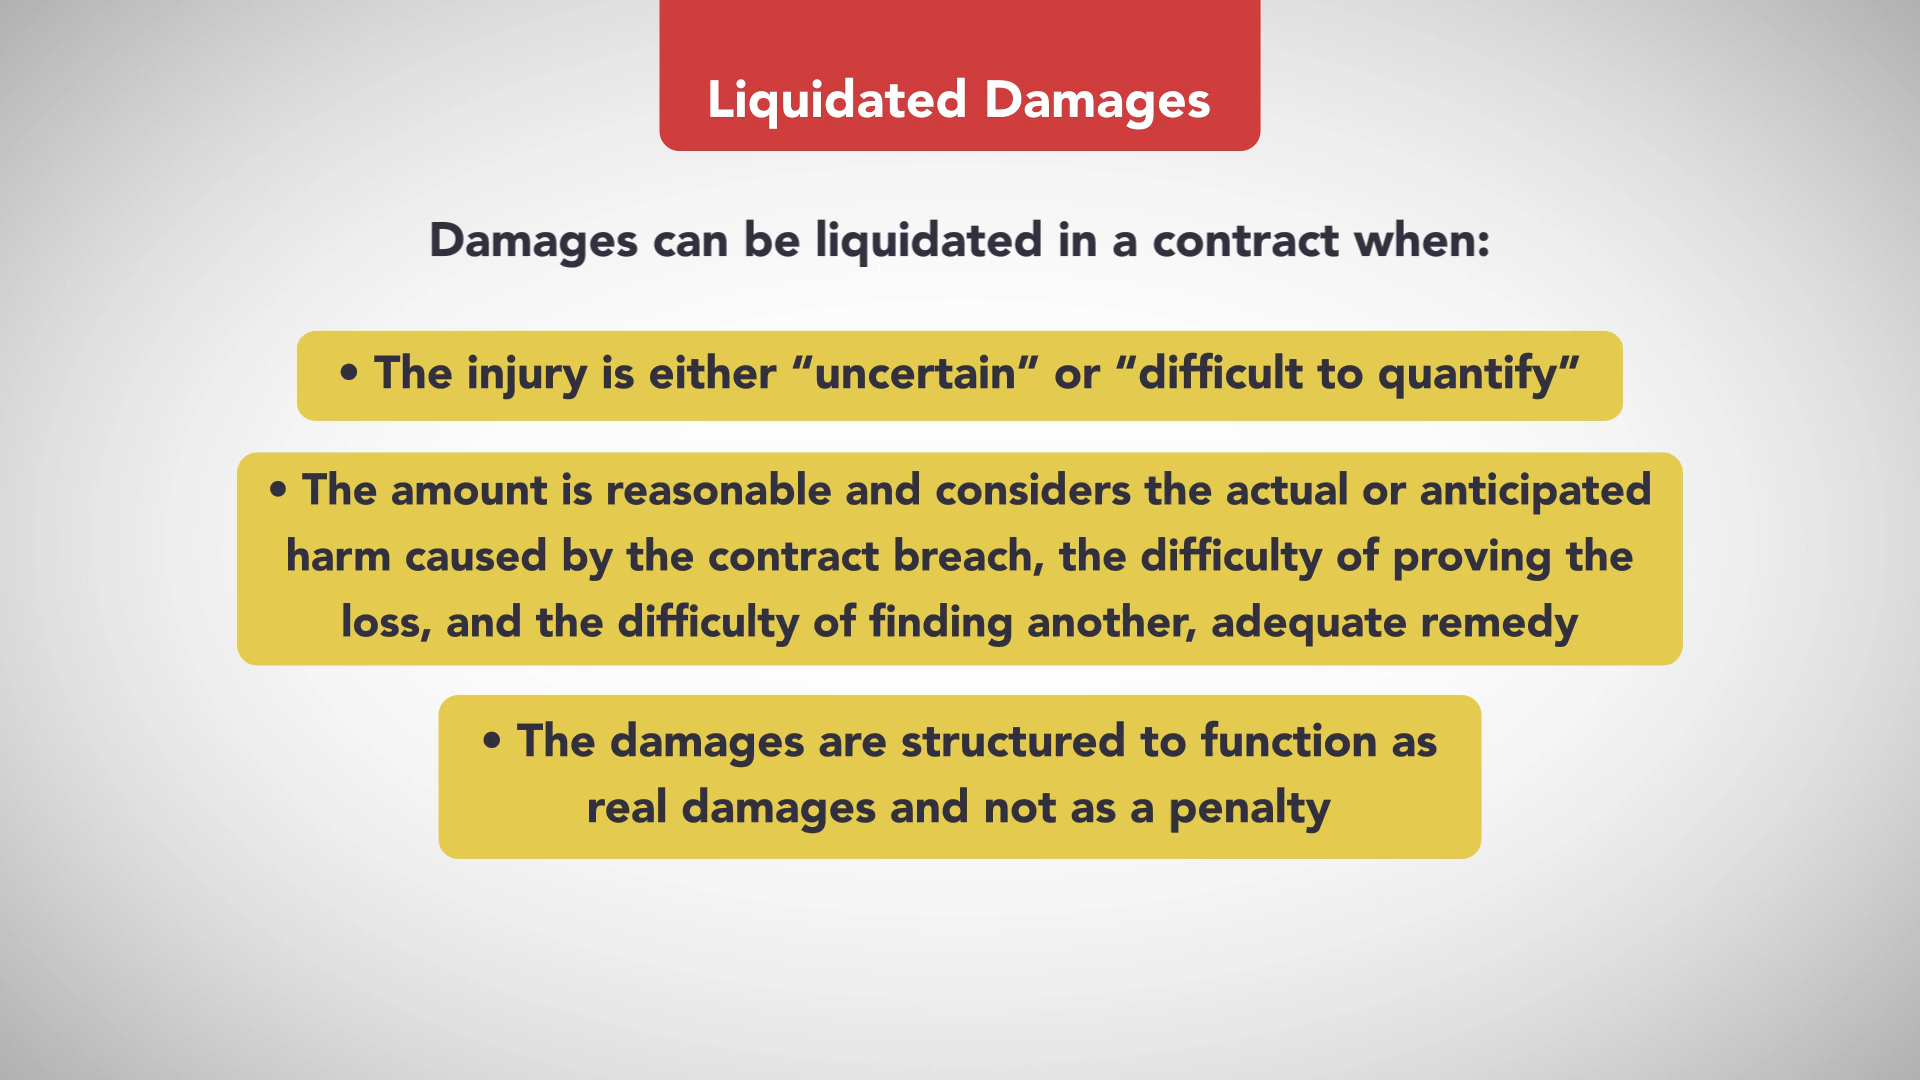 Liquidated Damages
Damages can be liquidated in a contract when:
• The injury is either “uncertain” or “difficult to quantify”
• The amount is reasonable and considers the actual or anticipated
harm caused by the contract breach, the difficulty of proving the
loss, and the difficulty of finding another, adequate remedy
• The damages are structured to function as
real damages and not as a penalty